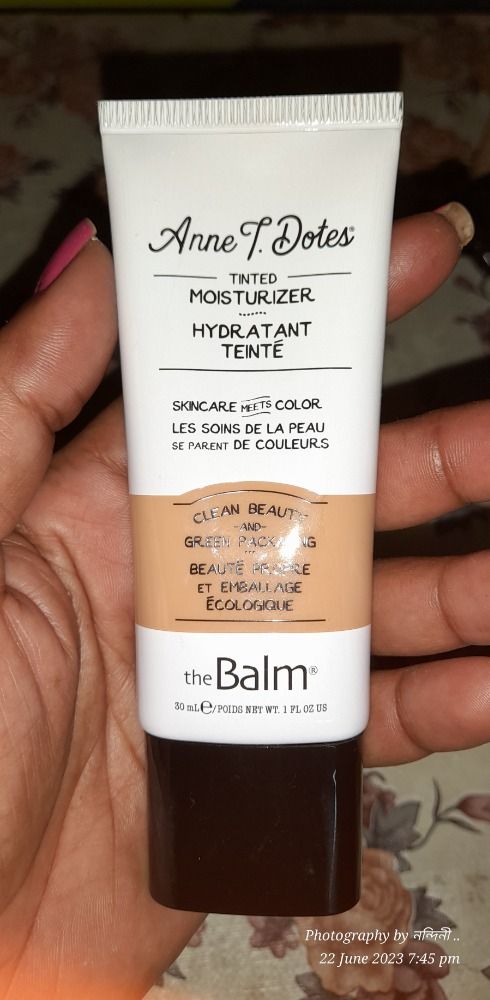 Anne T. Dotes®
TINTED
MOISTURIZER
HYDRATANT
TEINTÉ
SKINCARE MEETS COLOR
LES SOINS DE LA PEAU
SE PARENT DE COULEURS
CLEAN BEAUTY
-AND-
GREEN PACKAGING
BEAUTÉ PROPRE
ET EMBALLAGE
ÉCOLOGIQUE
theBalm®
30 mL℮/POIDS NET WT. 1 FL OZ US
Photography by নন্দিনী..
22 June 2023 7:45 pm